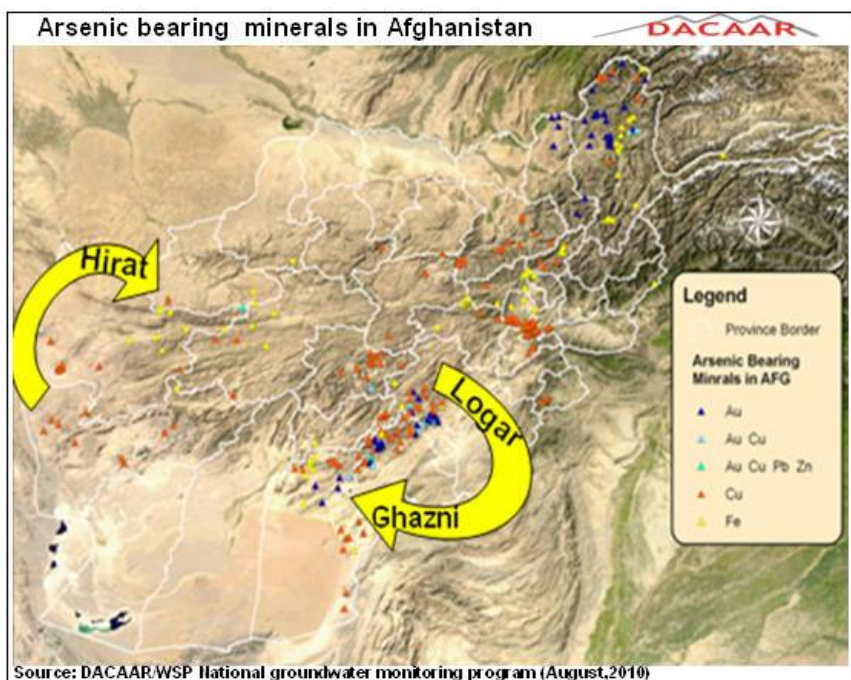 Arsenic bearing minerals in Afghanistan
DACAAR
Hirat
Logar
Ghazni
Legend
Province Border
Arsenic Bearing
Minrals in AFG
Au
Au Cu
Au Cu Pb Zn
Cu
Fe
Source: DACAAR/WSP National groundwater monitoring program (August,2010)